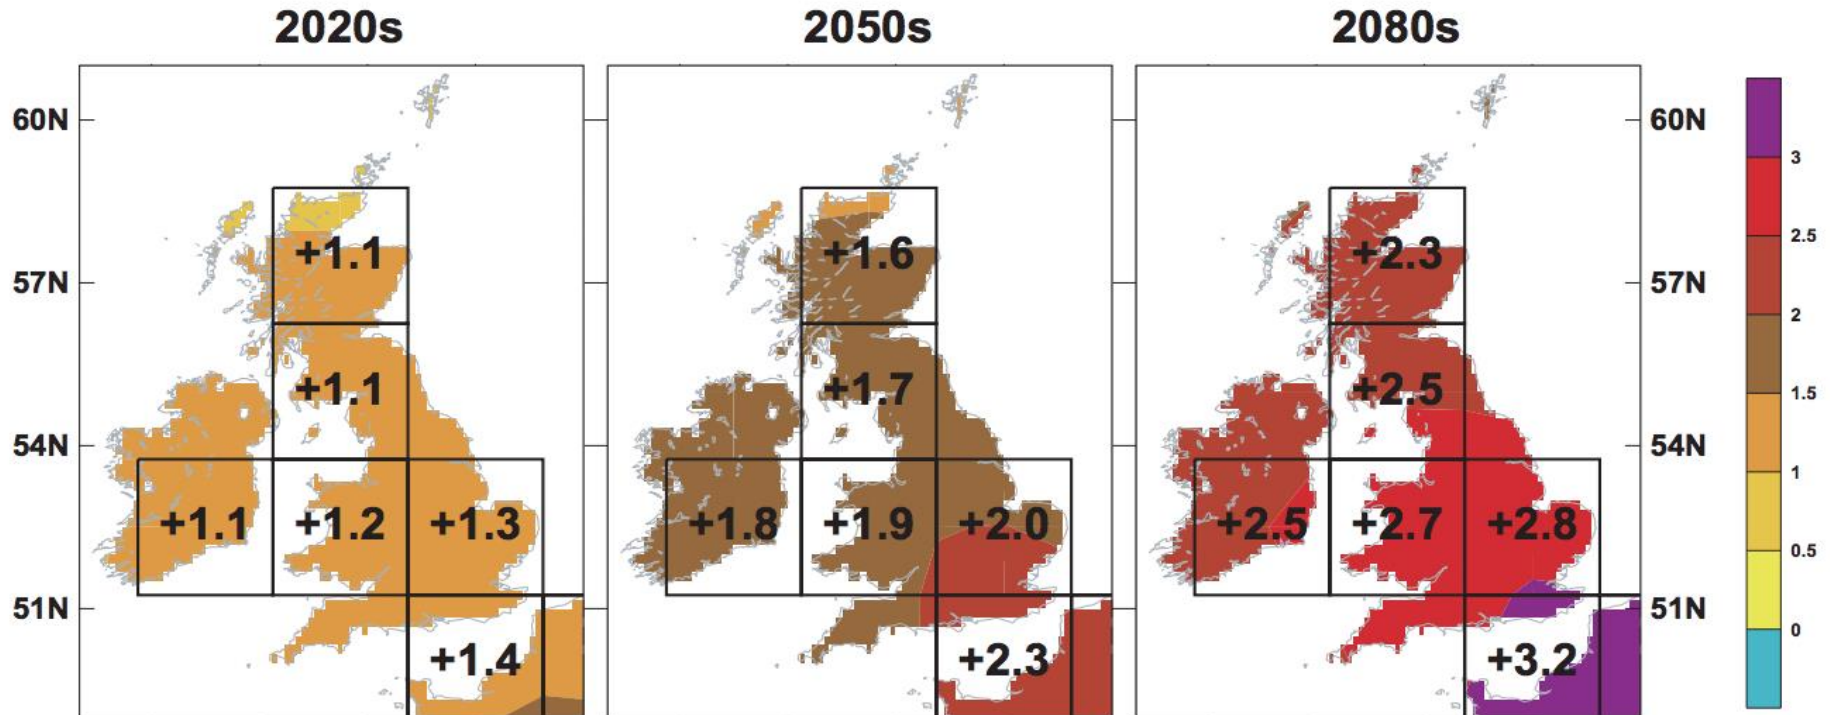 2020s 2050s 2080s
60N 60N
3
+1.1 +1.6 +2.3 2.5
57N 57N
2
+1.1 +1.7 +2.5 1.5
54N 54N
1
+1.1 +1.2 +1.3 +1.8 +1.9 +2.0 +2.5 +2.7 +2.8
0.5
51N 51N
0
+1.4 +2.3 +3.2